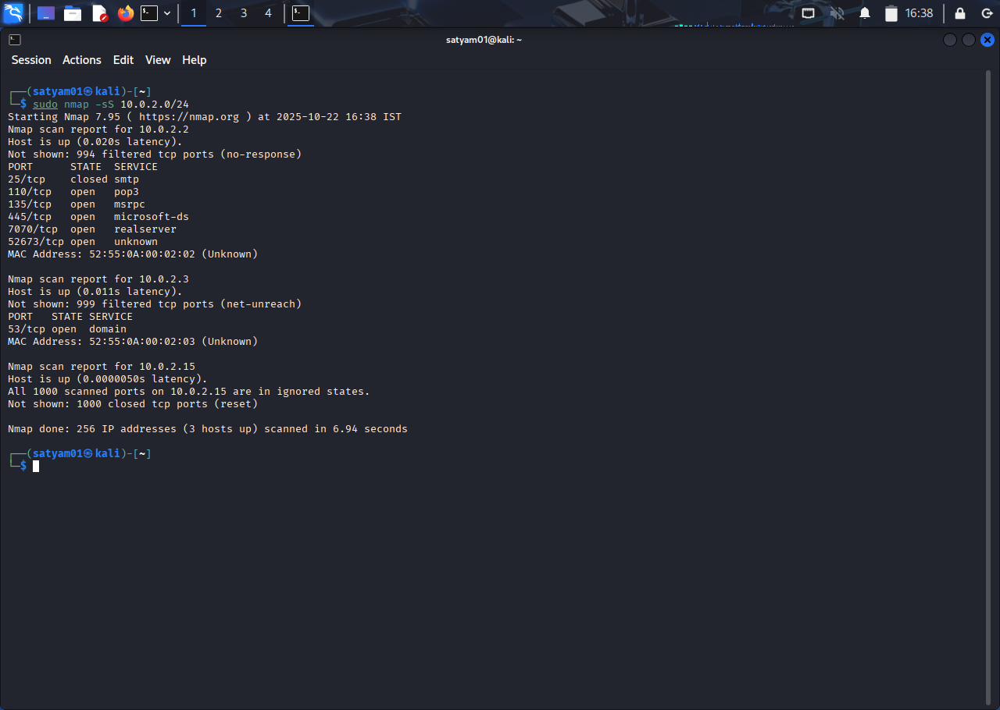 1 2 3 4 16:38
satyam01@kali: ~
Session Actions Edit View Help
┌──(satyam01㉿kali)-[~]
└─$ sudo nmap -sS 10.0.2.0/24
Starting Nmap 7.95 ( https://nmap.org ) at 2025-10-22 16:38 IST
Nmap scan report for 10.0.2.2
Host is up (0.020s latency).
Not shown: 994 filtered tcp ports (no-response)
PORT      STATE  SERVICE
25/tcp    closed smtp
110/tcp   open   pop3
135/tcp   open   msrpc
445/tcp   open   microsoft-ds
7070/tcp  open   realserver
52673/tcp open   unknown
MAC Address: 52:55:0A:00:02:02 (Unknown)
Nmap scan report for 10.0.2.3
Host is up (0.011s latency).
Not shown: 999 filtered tcp ports (net-unreach)
PORT   STATE SERVICE
53/tcp open  domain
MAC Address: 52:55:0A:00:02:03 (Unknown)
Nmap scan report for 10.0.2.15
Host is up (0.0000050s latency).
All 1000 scanned ports on 10.0.2.15 are in ignored states.
Not shown: 1000 closed tcp ports (reset)
Nmap done: 256 IP addresses (3 hosts up) scanned in 6.94 seconds
┌──(satyam01㉿kali)-[~]
└─$